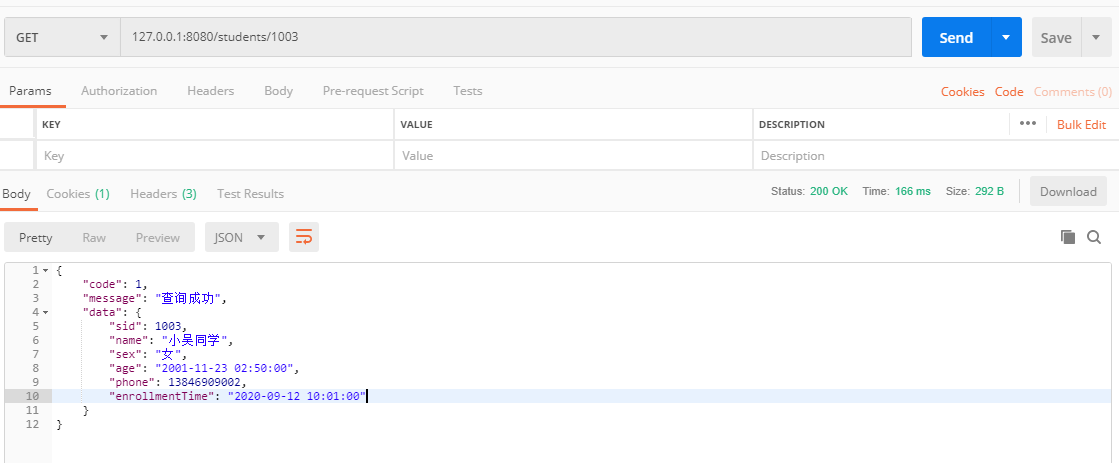 GET 127.0.0.1:8080/students/1003 Send Save
Params Authorization Headers Body Pre-request Script Tests Cookies Code Comments (0)
KEY VALUE DESCRIPTION ••• Bulk Edit
Key Value Description
Body Cookies (1) Headers (3) Test Results Status: 200 OK Time: 166 ms Size: 292 B Download
Pretty Raw Preview JSON
1 {
2 "code": 1,
3 "message": "查询成功",
4 "data": {
5 "sid": 1003,
6 "name": "小吴同学",
7 "sex": "女",
8 "age": "2001-11-23 02:50:00",
9 "phone": 13846909002,
10 "enrollmentTime": "2020-09-12 10:01:00"
11 }
12 }